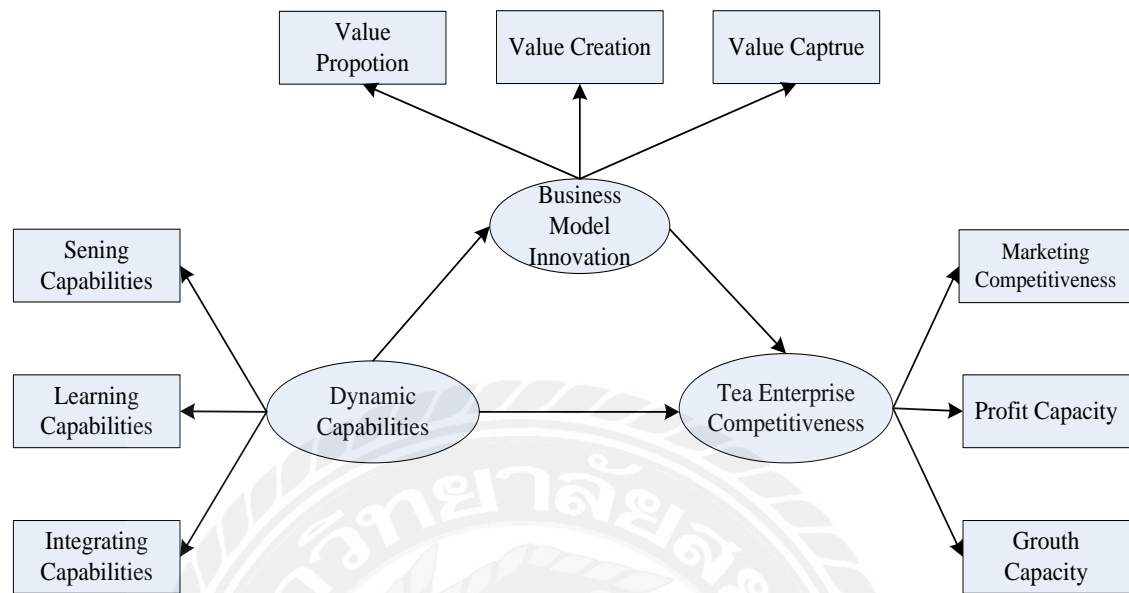 Value
Propotion
Value Creation
Value Captrue
Business
Model
Innovation
Sening
Capabilities
Marketing
Competitiveness
Learning
Capabilities
Dynamic
Capabilities
Tea Enterprise
Competitiveness
Profit Capacity
Integrating
Capabilities
Grouth
Capacity